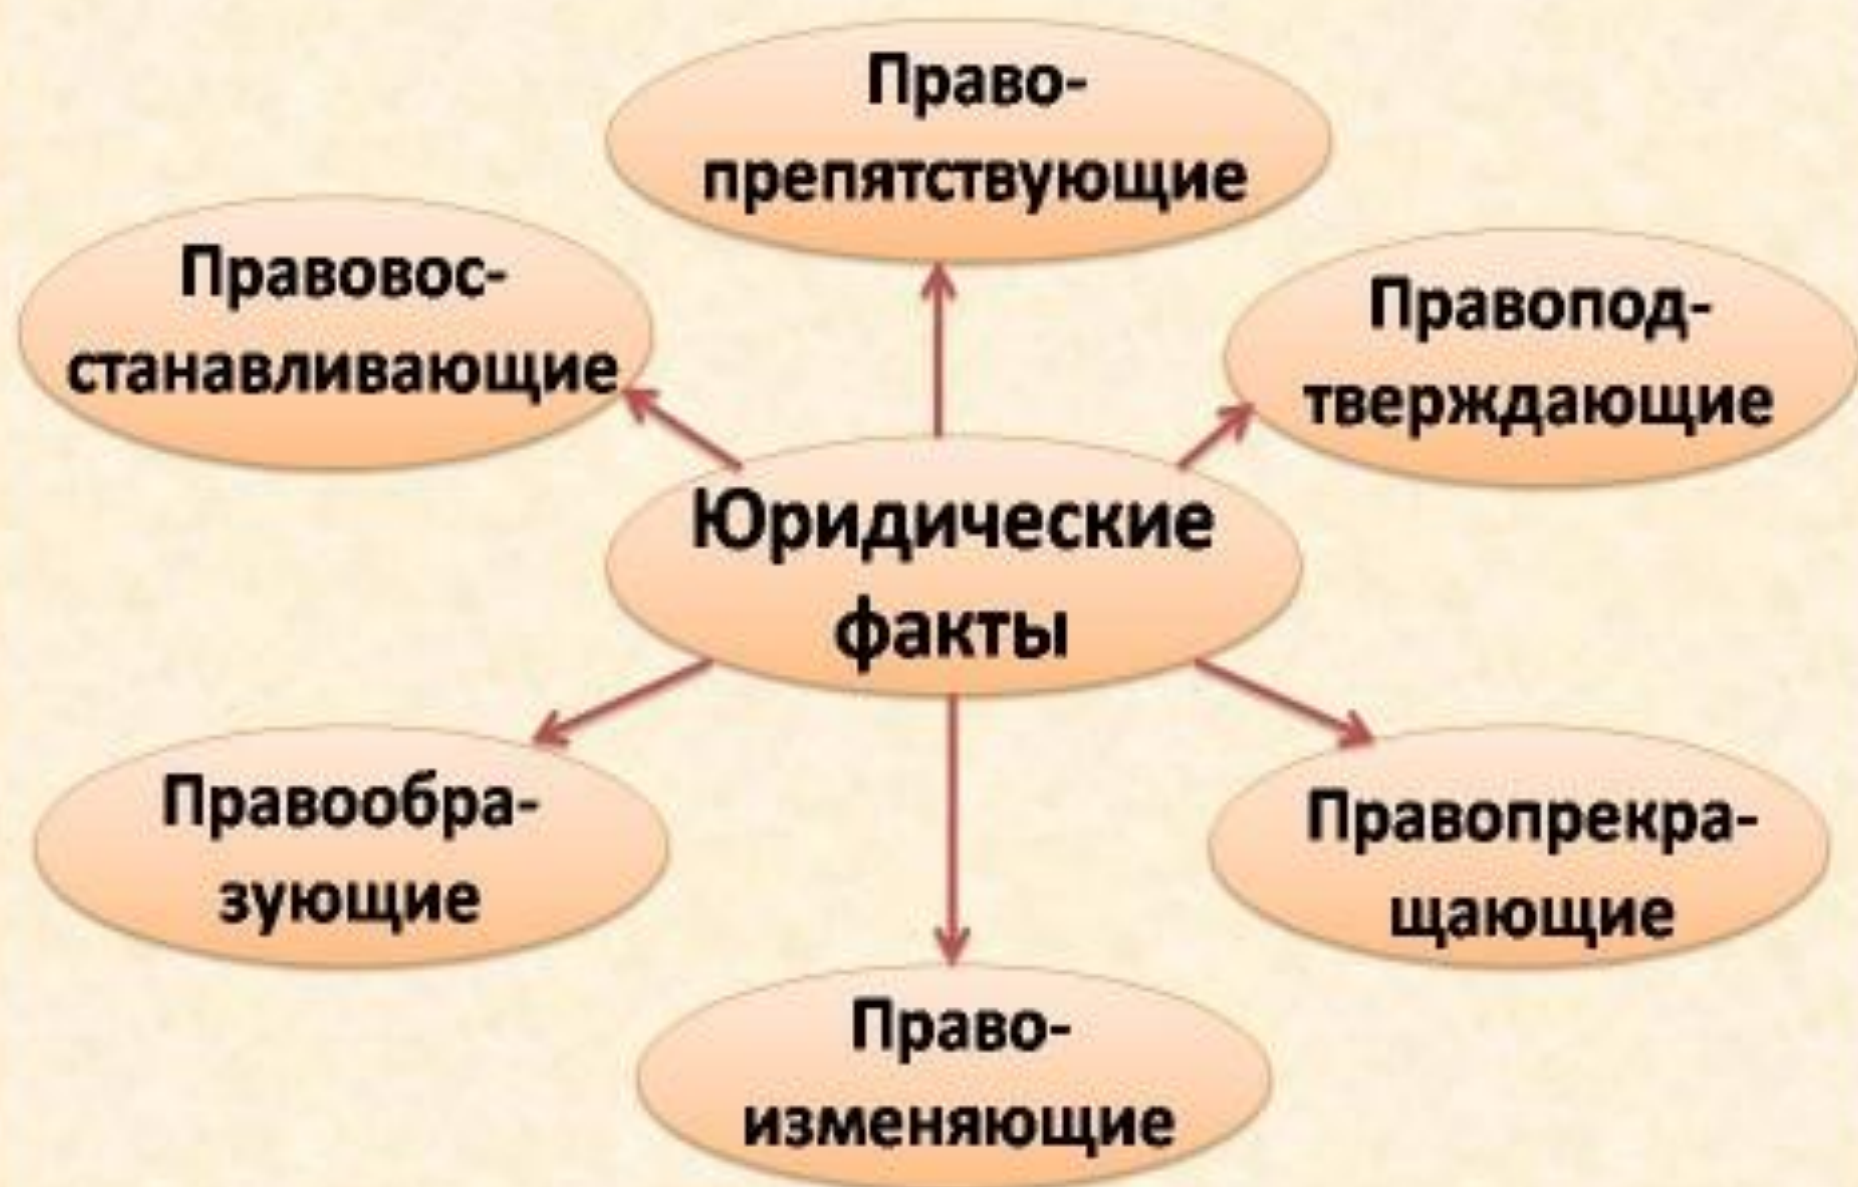 Право-
препятствующие
Правовос-
станавливающие
Правопод-
тверждающие
Юридические
факты
Правообра-
зующие
Правопрекра-
щающие
Право-
изменяющие